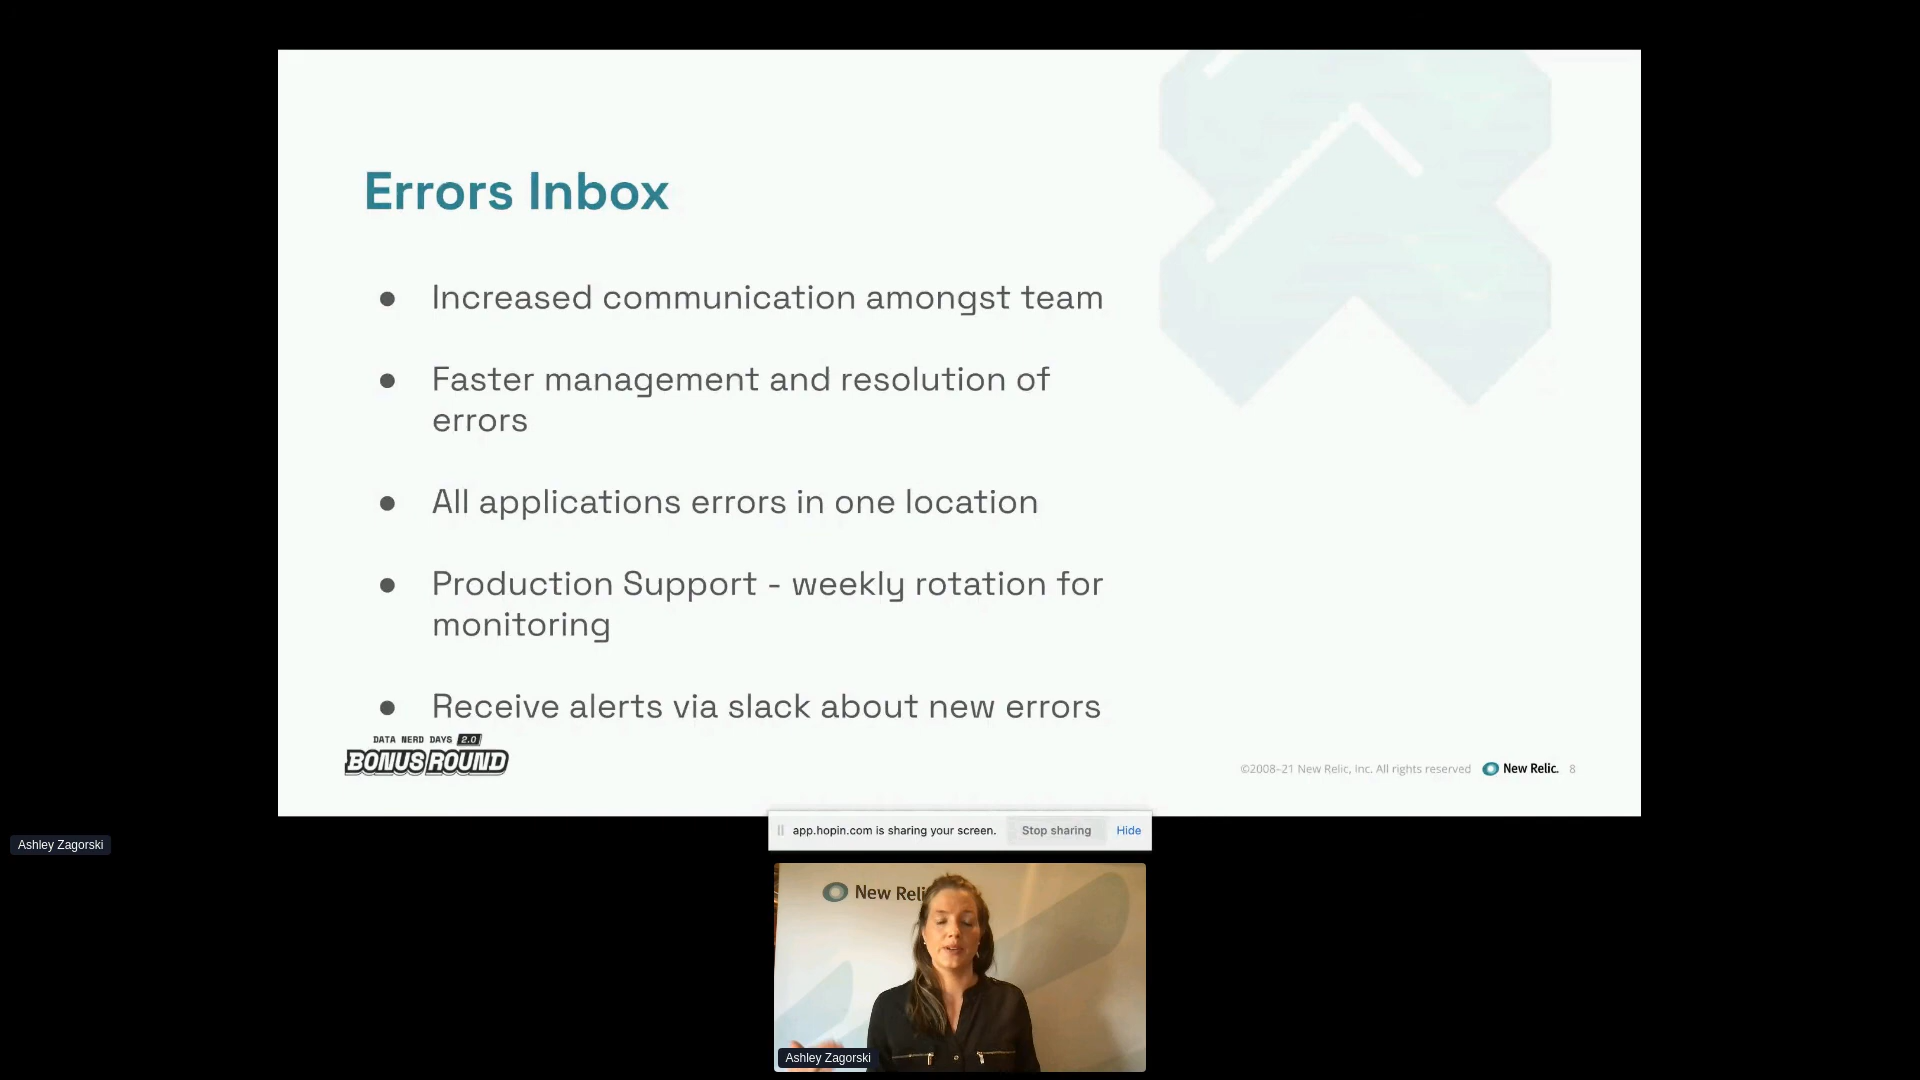 Errors Inbox
● Increased communication amongst team
● Faster management and resolution of
errors
● All applications errors in one location
● Production Support - weekly rotation for
monitoring
● Receive alerts via slack about new errors
DATA NERD DAYS 2.0
BONUS ROUND
©2008–21 New Relic, Inc. All rights reserved New Relic. 8
app.hopin.com is sharing your screen. Stop sharing Hide
Ashley Zagorski
New Reli
Ashley Zagorski